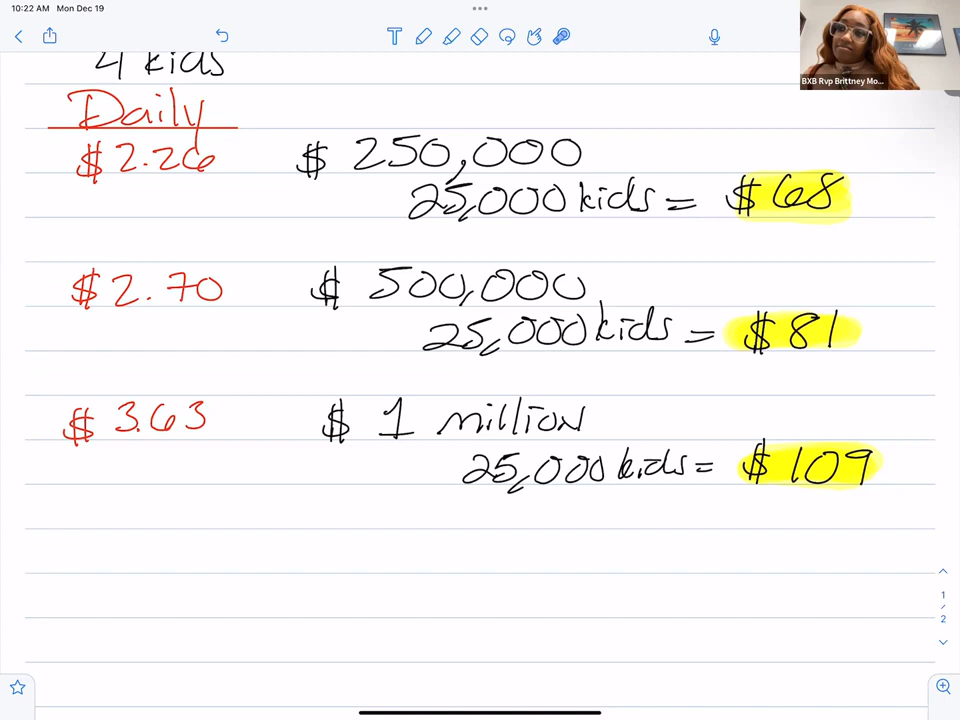 10:22 AM Mon Dec 19
BXB Rvp Brittney Mo...
4 kids
Daily
$2.26 $ 250,000
25,000 kids = $68
$2.70 $ 500,000
25,000 kids = $81
$3.63 $ 1 million
25,000 kids = $109
1
/
2